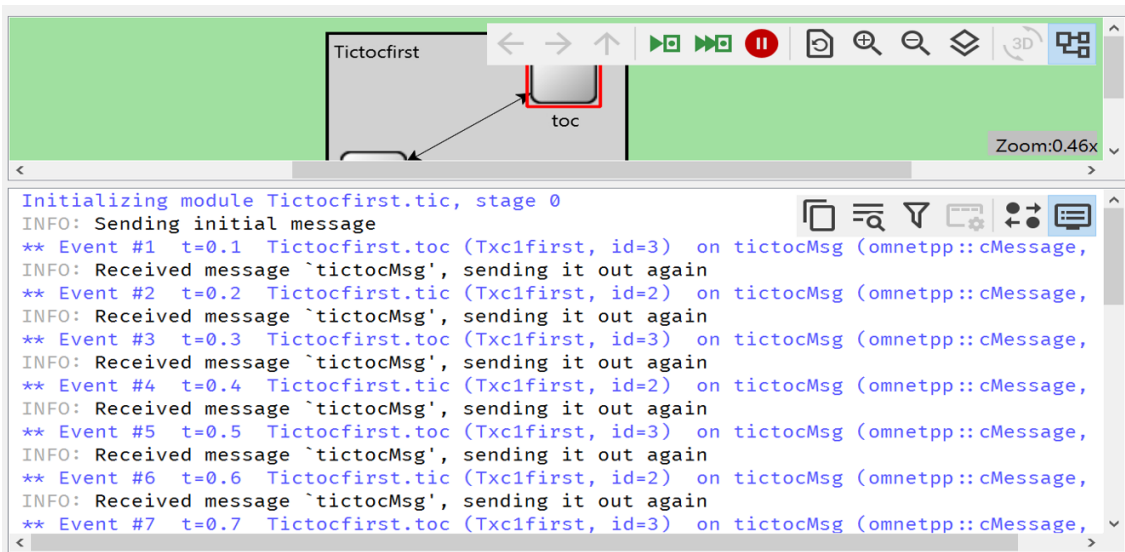 Tictocfirst
3D
toc
Zoom:0.46x
Initializing module Tictocfirst.tic, stage 0
INFO: Sending initial message
** Event #1  t=0.1  Tictocfirst.toc (Txc1first, id=3)  on tictocMsg (omnetpp::cMessage,
INFO: Received message `tictocMsg', sending it out again
** Event #2  t=0.2  Tictocfirst.tic (Txc1first, id=2)  on tictocMsg (omnetpp::cMessage,
INFO: Received message `tictocMsg', sending it out again
** Event #3  t=0.3  Tictocfirst.toc (Txc1first, id=3)  on tictocMsg (omnetpp::cMessage,
INFO: Received message `tictocMsg', sending it out again
** Event #4  t=0.4  Tictocfirst.tic (Txc1first, id=2)  on tictocMsg (omnetpp::cMessage,
INFO: Received message `tictocMsg', sending it out again
** Event #5  t=0.5  Tictocfirst.toc (Txc1first, id=3)  on tictocMsg (omnetpp::cMessage,
INFO: Received message `tictocMsg', sending it out again
** Event #6  t=0.6  Tictocfirst.tic (Txc1first, id=2)  on tictocMsg (omnetpp::cMessage,
INFO: Received message `tictocMsg', sending it out again
** Event #7  t=0.7  Tictocfirst.toc (Txc1first, id=3)  on tictocMsg (omnetpp::cMessage,